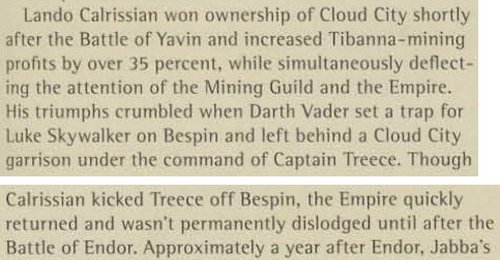 Lando Calrissian won ownership of Cloud City shortly
after the Battle of Yavin and increased Tibanna-mining
profits by over 35 percent, while simultaneously deflect-
ing the attention of the Mining Guild and the Empire.
His triumphs crumbled when Darth Vader set a trap for
Luke Skywalker on Bespin and left behind a Cloud City
garrison under the command of Captain Treece. Though
Calrissian kicked Treece off Bespin, the Empire quickly
returned and wasn't permanently dislodged until after the
Battle of Endor. Approximately a year after Endor, Jabba's